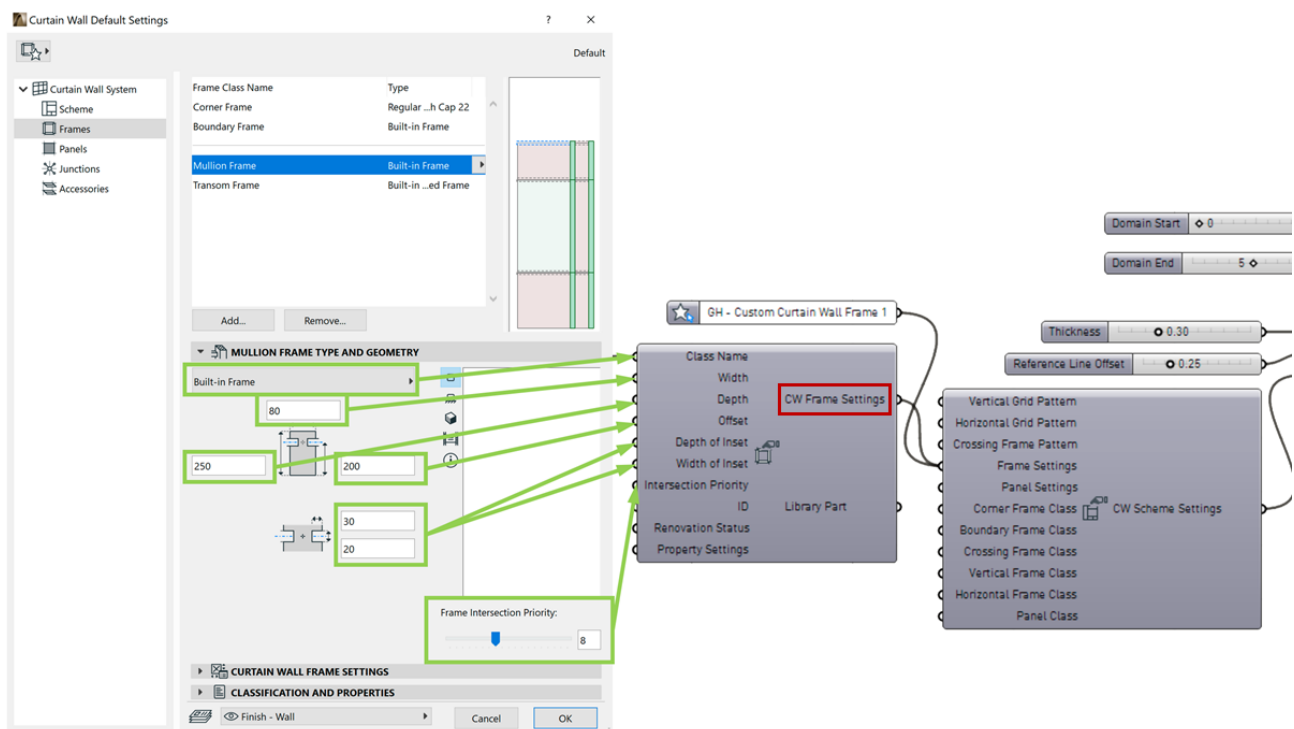 Curtain Wall Default Settings
?
Default
Curtain Wall System
Scheme
Frames
Panels
Junctions
Accessories
Frame Class Name Type
Corner Frame Regular ...h Cap 22
Boundary Frame Built-in Frame
Mullion Frame Built-in Frame
Transom Frame Built-in ...ed Frame
Add... Remove...
MULLION FRAME TYPE AND GEOMETRY
Built-in Frame
80
250
200
30
20
Frame Intersection Priority:
8
CURTAIN WALL FRAME SETTINGS
CLASSIFICATION AND PROPERTIES
Finish - Wall
Cancel
OK
GH - Custom Curtain Wall Frame 1
Class Name
Width
Depth
Offset
Depth of Inset
Width of Inset
Intersection Priority
ID
Renovation Status
Property Settings
CW Frame Settings
Library Part
Domain Start 0
Domain End 5
Thickness 0.30
Reference Line Offset 0.25
Vertical Grid Pattern
Horizontal Grid Pattern
Crossing Frame Pattern
Frame Settings
Panel Settings
Corner Frame Class
Boundary Frame Class
Crossing Frame Class
Vertical Frame Class
Horizontal Frame Class
Panel Class
CW Scheme Settings